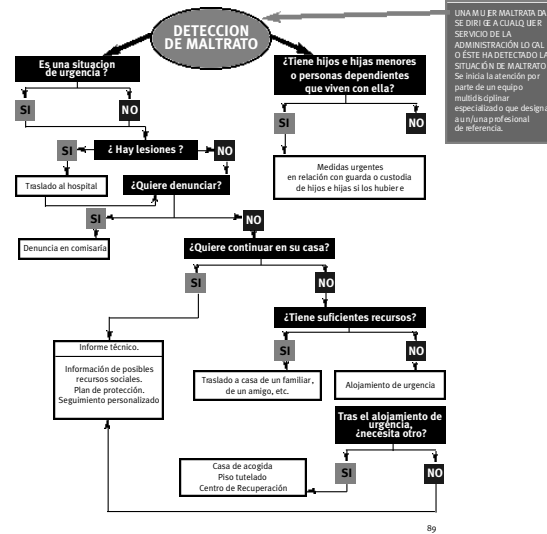 UNA MUJER MALTRATADA
SE DIRIGE A CUALQUIER
SERVICIO DE LA
ADMINISTRACIÓN LOCAL
O ÉSTE HA DETECTADO LA
SITUACIÓN DE MALTRATO
Se inicia la atención por
parte de un equipo
multidisciplinar
especializado que designa
a un/una profesional
de referencia.
DETECCION
DE MALTRATO
Es una situacion
de urgencia ?
SI
NO
¿Tiene hijos e hijas menores
o personas dependientes
que viven con ella?
SI
NO
¿ Hay lesiones ?
SI
NO
Medidas urgentes
en relación con guarda o custodia
de hijos e hijas si los hubiere
Traslado al hospital
¿Quiere denunciar?
SI
NO
Denuncia en comisaría
¿Quiere continuar en su casa?
SI
NO
¿Tiene suficientes recursos?
SI
NO
Informe técnico.
Información de posibles
recursos sociales.
Plan de protección.
Seguimiento personalizado
Traslado a casa de un familiar,
de un amigo, etc.
Alojamiento de urgencia
Tras el alojamiento de
urgéncia,
¿necesita otro?
SI
NO
Casa de acogida
Piso tutelado
Centro de Recuperación
89